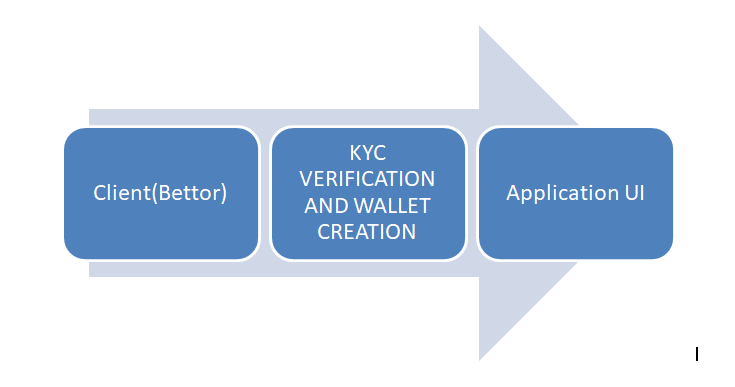 Client(Bettor)
KYC
VERIFICATION
AND WALLET
CREATION
Application UI